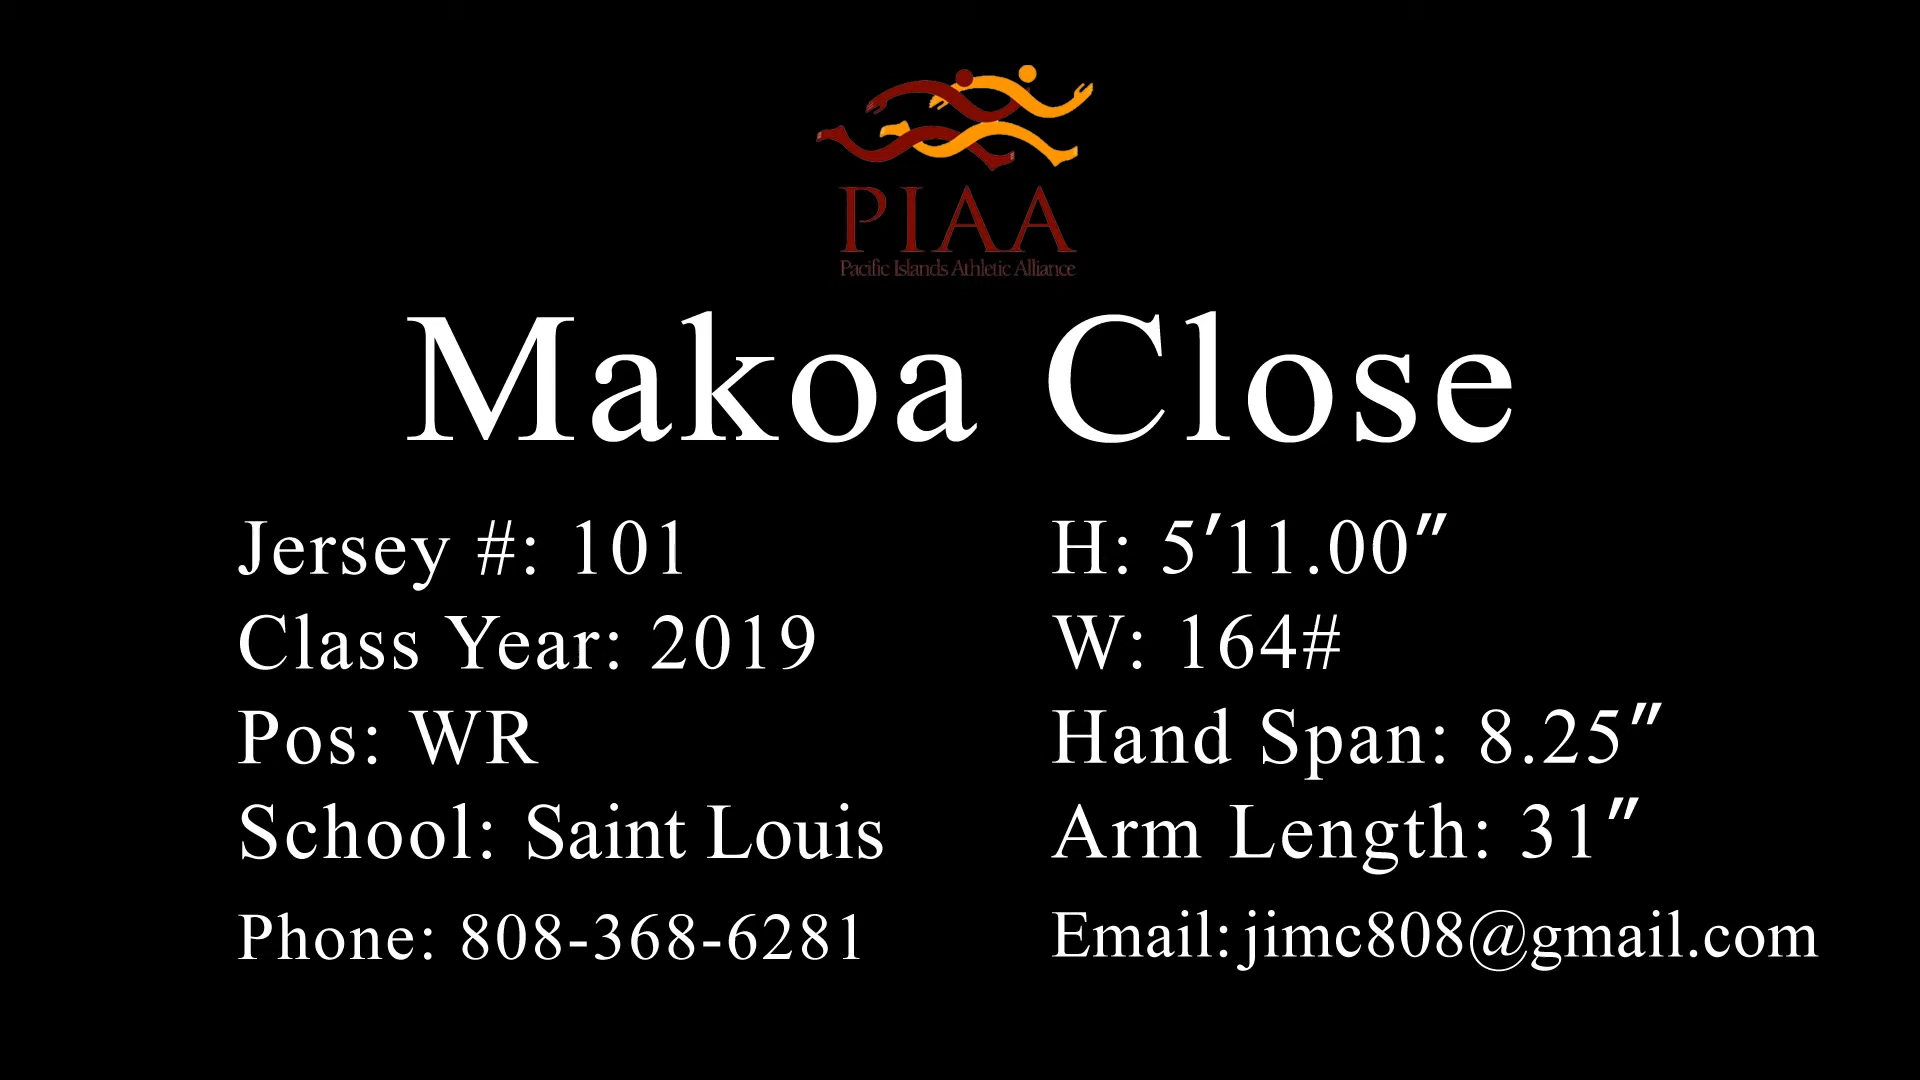 PIAA
Pacific Islands Athletic Alliance
Makoa Close
Jersey #: 101
Class Year: 2019
Pos: WR
School: Saint Louis
Phone: 808-368-6281
H: 5′11.00″
W: 164#
Hand Span: 8.25″
Arm Length: 31″
Email: jimc808@gmail.com